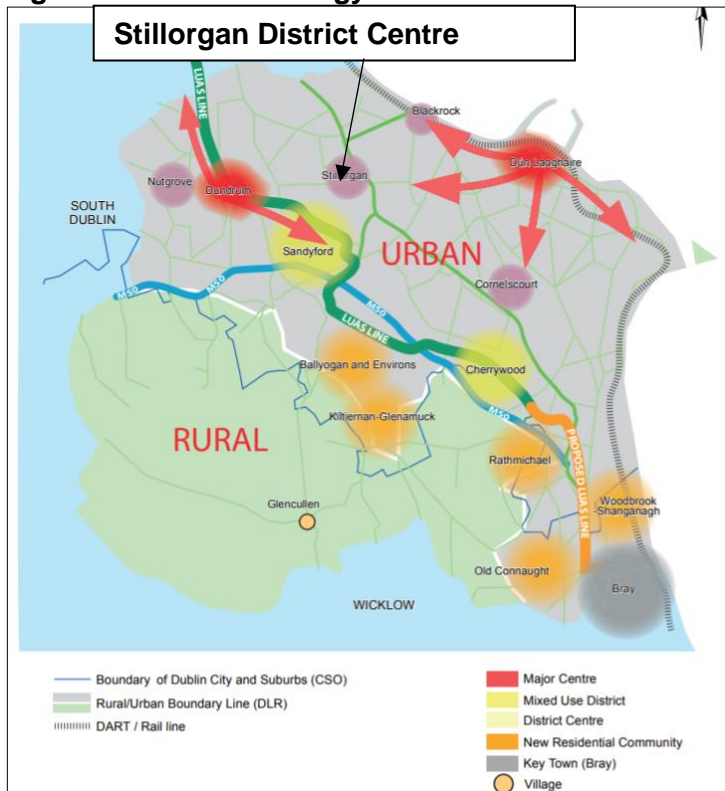 Stillorgan District Centre
LUAS LINE
Blackrock
Dun Laoghaire
Nutgrove
Dundrum
SOUTH
DUBLIN
Sandyford
URBAN
Cornelscourt
M50
M50
M50
LUAS LINE
Ballyogan and Environs
Cherrywood
Kiltiernan-Glenamuck
M50
RURAL
Rathmichael
PROPOSED LUAS LINE
Glencullen
Woodbrook
-Shanganagh
Old Connaught
Bray
WICKLOW
Boundary of Dublin City and Suburbs (CSO)
Rural/Urban Boundary Line (DLR)
DART / Rail line
Major Centre
Mixed Use District
District Centre
New Residential Community
Key Town (Bray)
Village